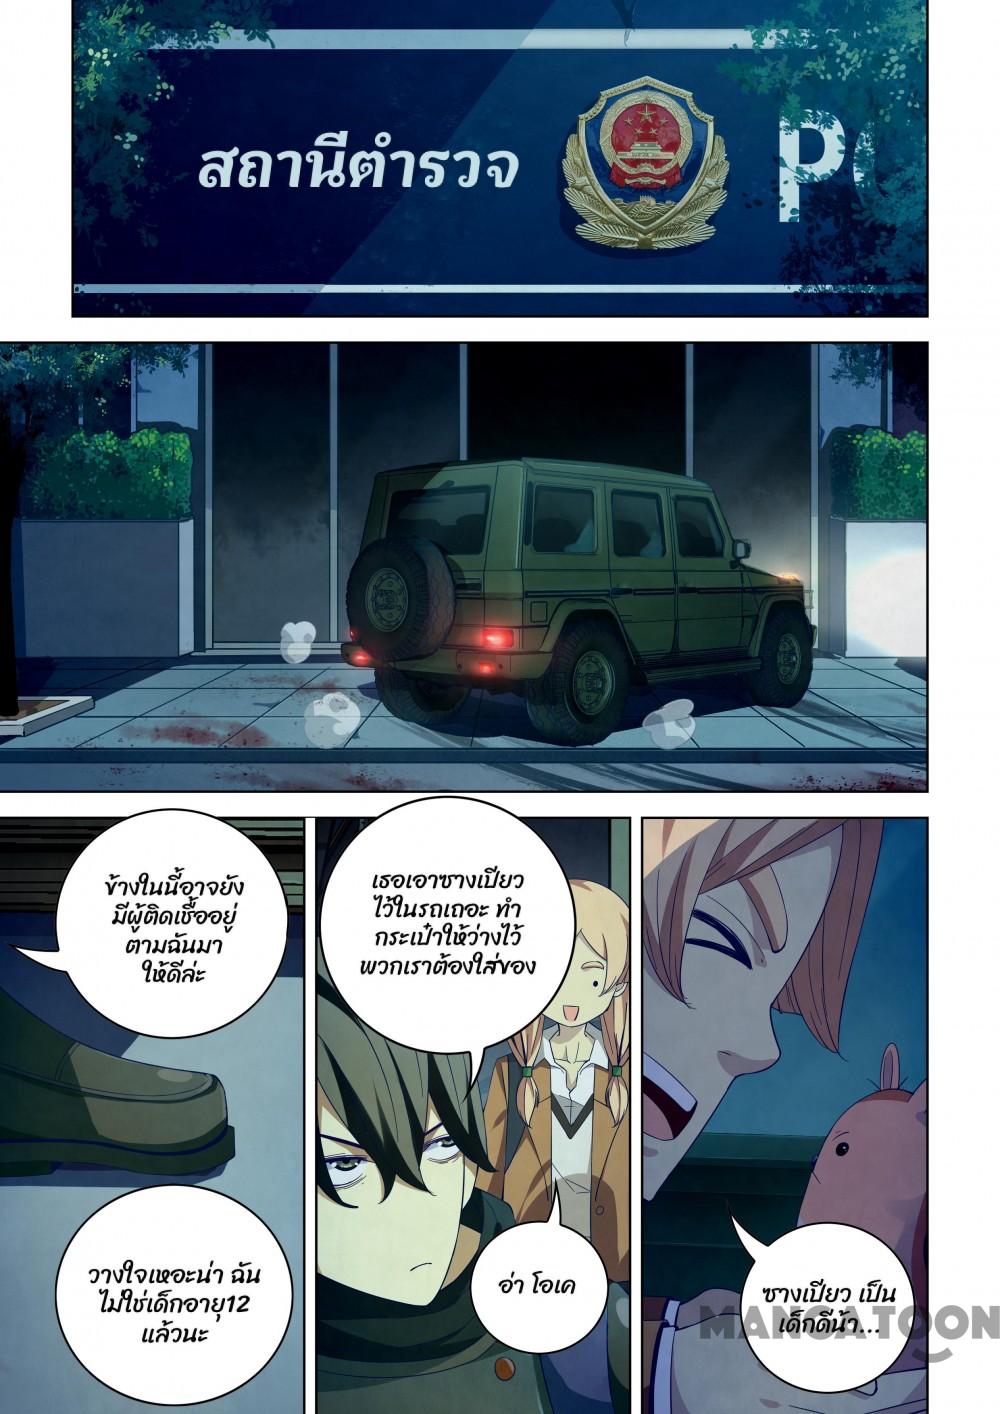 สถานีตำรวจ
PO
ข้างในนี้อาจยัง
มีผู้ติดเชื้ออยู่
ตามฉันมา
ให้ดีล่ะ
วางใจเหอะน่า ฉัน
ไม่ใช่เด็กอายุ12
แล้วนะ
เธอเอาซางเปียว
ไว้ในรถเถอะ ทำ
กระเป๋าให้ว่างไว้
พวกเราต้องใส่ของ
อ่า โอเค
ซางเปียว เป็น
เด็กดีน้า...
MANGATOON